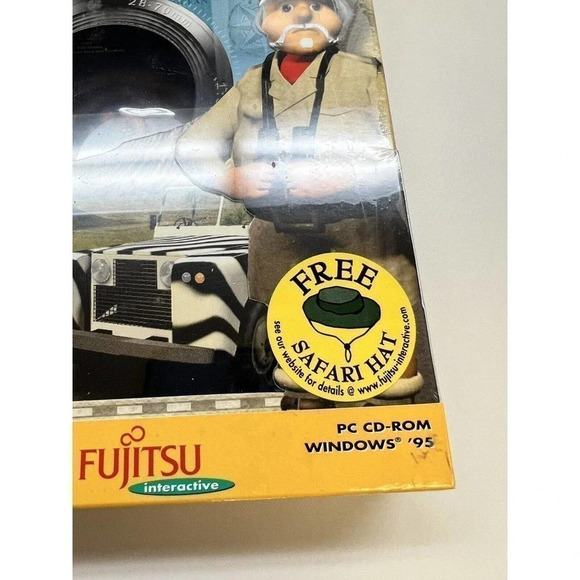 28-70mm
FREE
SAFARI HAT
see our website for details @ www.fujitsu-interactive.com
PC CD-ROM
WINDOWS® '95
FUJITSU
interactive